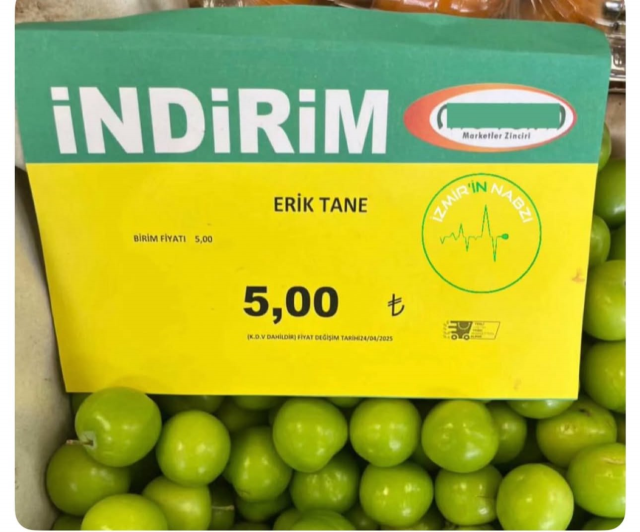 İNDİRİM
Marketler Zinciri
ERİK TANE
İZMİR'İN NABZI
BİRİM FİYATI 5,00
5,00 ₺
(K.D.V DAHİLDİR) FİYAT DEĞİŞİM TARİHİ24/04/2025